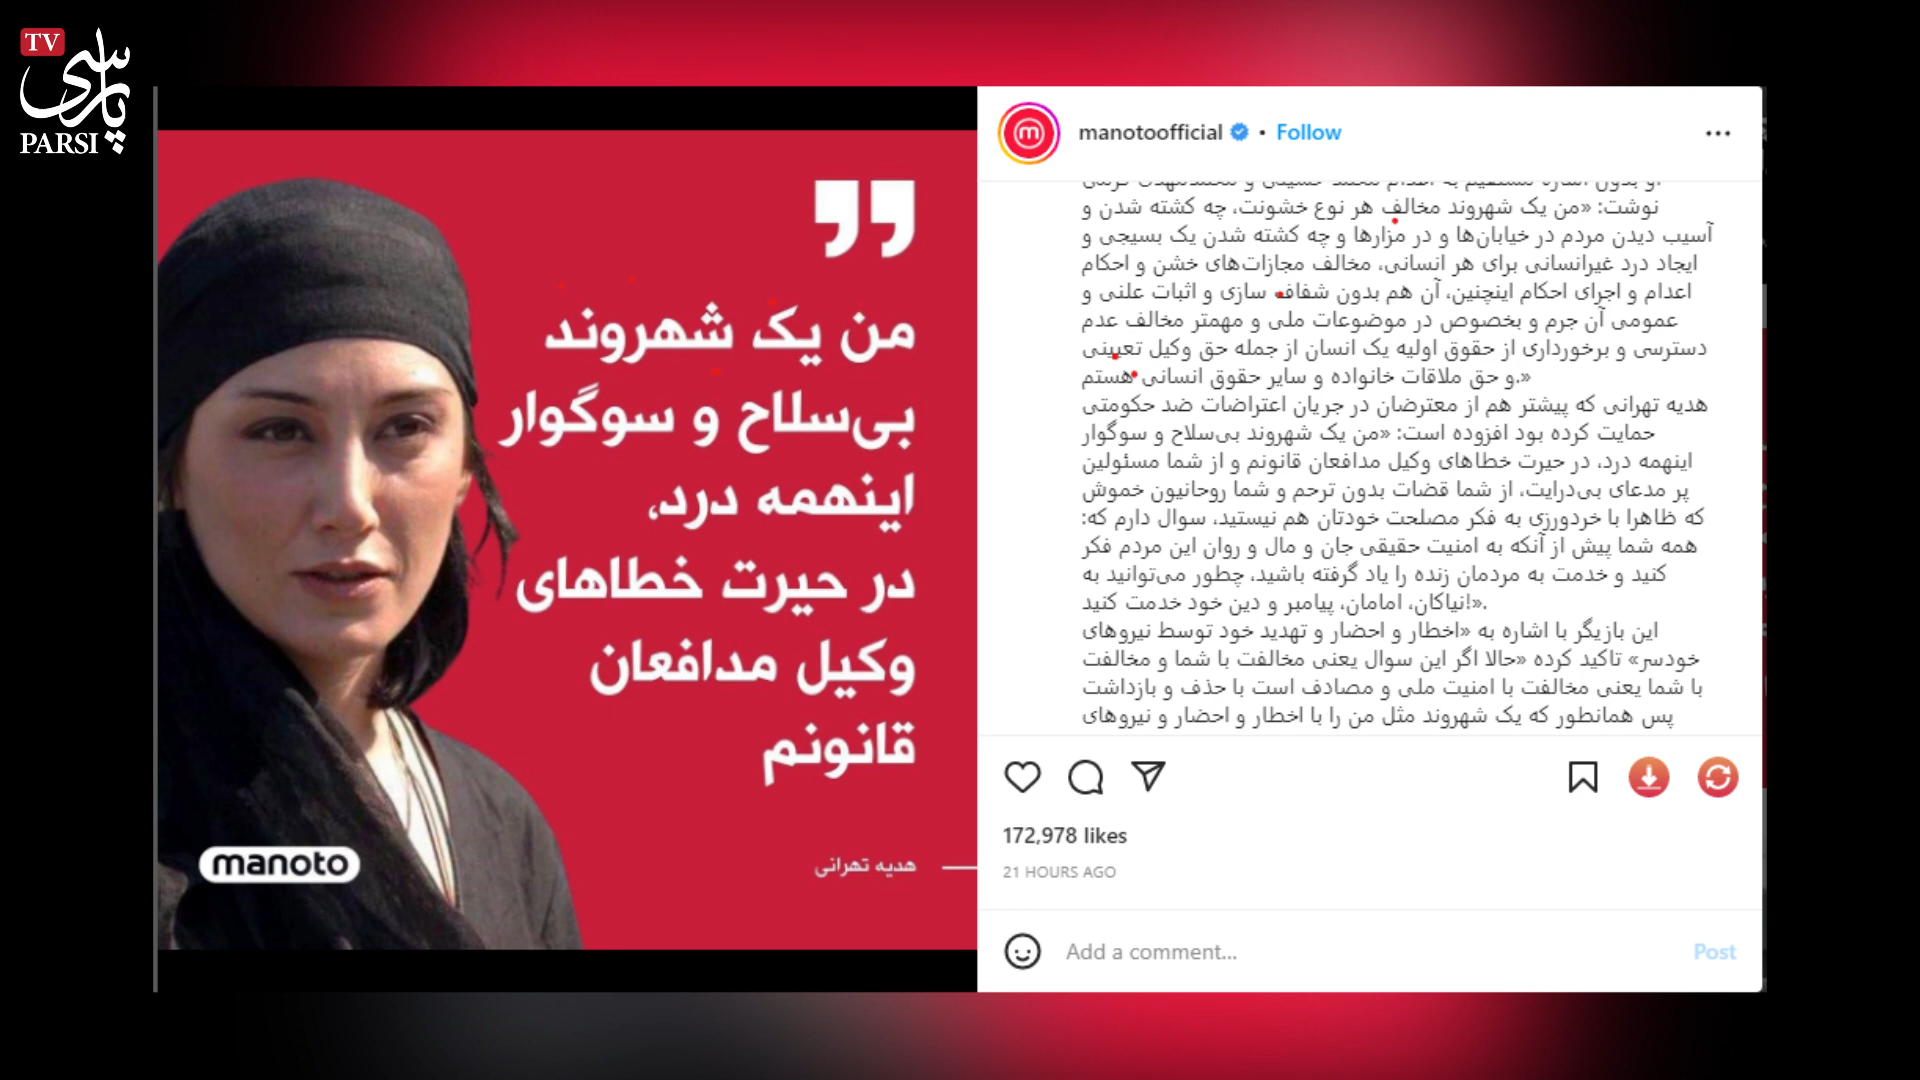 TV
پارسی
PARSI
من یک شهروند
بی‌سلاح و سوگوار
اینهمه درد،
در حیرت خطاهای
وکیل مدافعان
قانونم
هدیه تهرانی
manoto
manotoofficial • Follow
نوشت: «من یک شهروند مخالف هر نوع خشونت، چه کشته شدن و
آسیب دیدن مردم در خیابان‌ها و در مزارها و چه کشته شدن یک بسیجی و
ایجاد درد غیرانسانی برای هر انسانی، مخالف مجازات‌های خشن و احکام
اعدام و اجرای احکام اینچنین، آن هم بدون شفاف سازی و اثبات علنی و
عمومی آن جرم و بخصوص در موضوعات ملی و مهمتر مخالف عدم
دسترسی و برخورداری از حقوق اولیه یک انسان از جمله حق وکیل تعیینی
و حق ملاقات خانواده و سایر حقوق انسانی هستم.»
هدیه تهرانی که پیشتر هم از معترضان در جریان اعتراضات ضد حکومتی
حمایت کرده بود افزوده است: «من یک شهروند بی‌سلاح و سوگوار
اینهمه درد، در حیرت خطاهای وکیل مدافعان قانونم و از شما مسئولین
پر مدعای بی‌درایت، از شما قضات بدون ترحم و شما روحانیون خموش
که ظاهرا با خردورزی به فکر مصلحت خودتان هم نیستید، سوال دارم که:
همه شما پیش از آنکه به امنیت حقیقی جان و مال و روان این مردم فکر
کنید و خدمت به مردمان زنده را یاد گرفته باشید، چطور می‌توانید به
نیاکان، امامان، پیامبر و دین خود خدمت کنید!».
این بازیگر با اشاره به «اخطار و احضار و تهدید خود توسط نیروهای
خودسر» تاکید کرده «حالا اگر این سوال یعنی مخالفت با شما و مخالفت
با شما یعنی مخالفت با امنیت ملی و مصادف است با حذف و بازداشت
پس همانطور که یک شهروند مثل من را با اخطار و احضار و نیروهای
172,978 likes
21 HOURS AGO
Add a comment...
Post